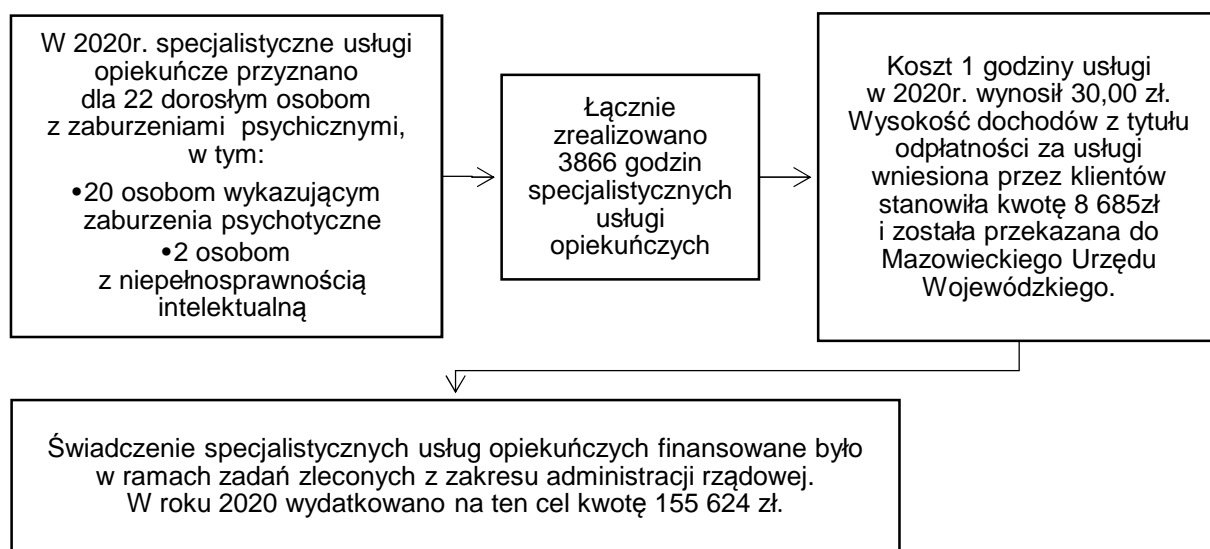 W 2020r. specjalistyczne usługi
opiekuńcze przyznano
dla 22 dorosłym osobom
z zaburzeniami psychicznymi,
w tym:
•20 osobom wykazującym
zaburzenia psychotyczne
•2 osobom
z niepełnosprawnością
intelektualną
Łącznie
zrealizowano
3866 godzin
specjalistycznych
usługi
opiekuńczych
Koszt 1 godziny usługi
w 2020r. wynosił 30,00 zł.
Wysokość dochodów z tytułu
odpłatności za usługi
wniesiona przez klientów
stanowiła kwotę 8 685zł
i została przekazana do
Mazowieckiego Urzędu
Wojewódzkiego.
Świadczenie specjalistycznych usług opiekuńczych finansowane było
w ramach zadań zleconych z zakresu administracji rządowej.
W roku 2020 wydatkowano na ten cel kwotę 155 624 zł.